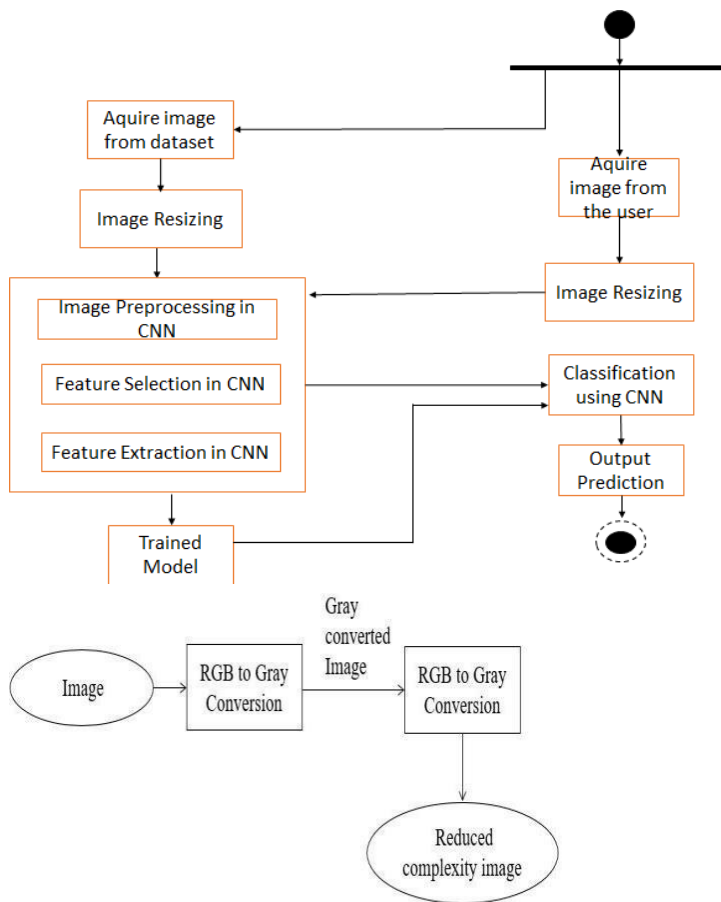 Aquire image
from dataset
Image Resizing
Image Preprocessing in
CNN
Feature Selection in CNN
Feature Extraction in CNN
Trained
Model
Aquire
image from
the user
Image Resizing
Classification
using CNN
Output
Prediction
Image
RGB to Gray
Conversion
Gray
converted
Image
RGB to Gray
Conversion
Reduced
complexity image